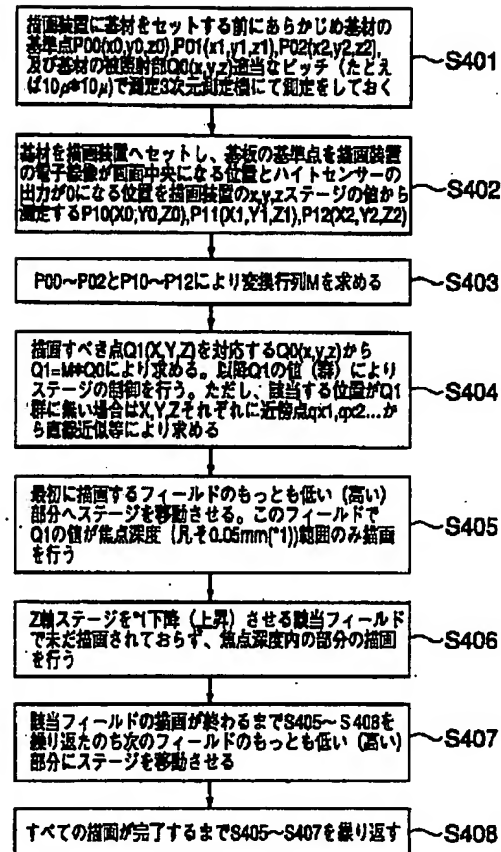 描画装置に基材をセットする前にあらかじめ基材の
基準点P00(x0,y0,z0),P01(x1,y1,z1),P02(x2,y2,z2),
及び基材の被照射部Q0(x,y,z)適当なピッチ（たとえ
ば10μ*10μ)で測定3次元測定機にて測定をしておく
S401
基材を描画装置へセットし、基板の基準点を描画装置
の電子銃像が画面中央になる位置とハイトセンサーの
出力が0になる位置を描画装置のx,y,zステージの値から
測定するP10(X0,Y0,Z0),P11(X1,Y1,Z1),P12(X2,Y2,Z2)
S402
P00～P02とP10～P12により変換行列Mを求める
S403
描画すべき点Q1(X,Y,Z)を対応するQ0(x,y,z)から
Q1=M*Q0により求める。以降Q1の値（群）により
ステージの制御を行う。ただし、該当する位置がQ1
群に無い場合はX,Y,Zそれぞれに近傍点qx1,qx2...か
ら直線近似等により求める
S404
最初に描画するフィールドのもっとも低い（高い）
部分へステージを移動させる。このフィールドで
Q1の値が焦点深度（凡そ0.05mm(*1))範囲のみ描画
を行う
S405
Z軸ステージを*1下降（上昇）させる該当フィールド
で未だ描画されておらず、焦点深度内の部分の描画
を行う
S406
該当フィールドの描画が終わるまでS405～S406を
繰り返たのち次のフィールドのもっとも低い（高い）
部分にステージを移動させる
S407
すべての描画が完了するまでS405～S407を繰り返す
S408